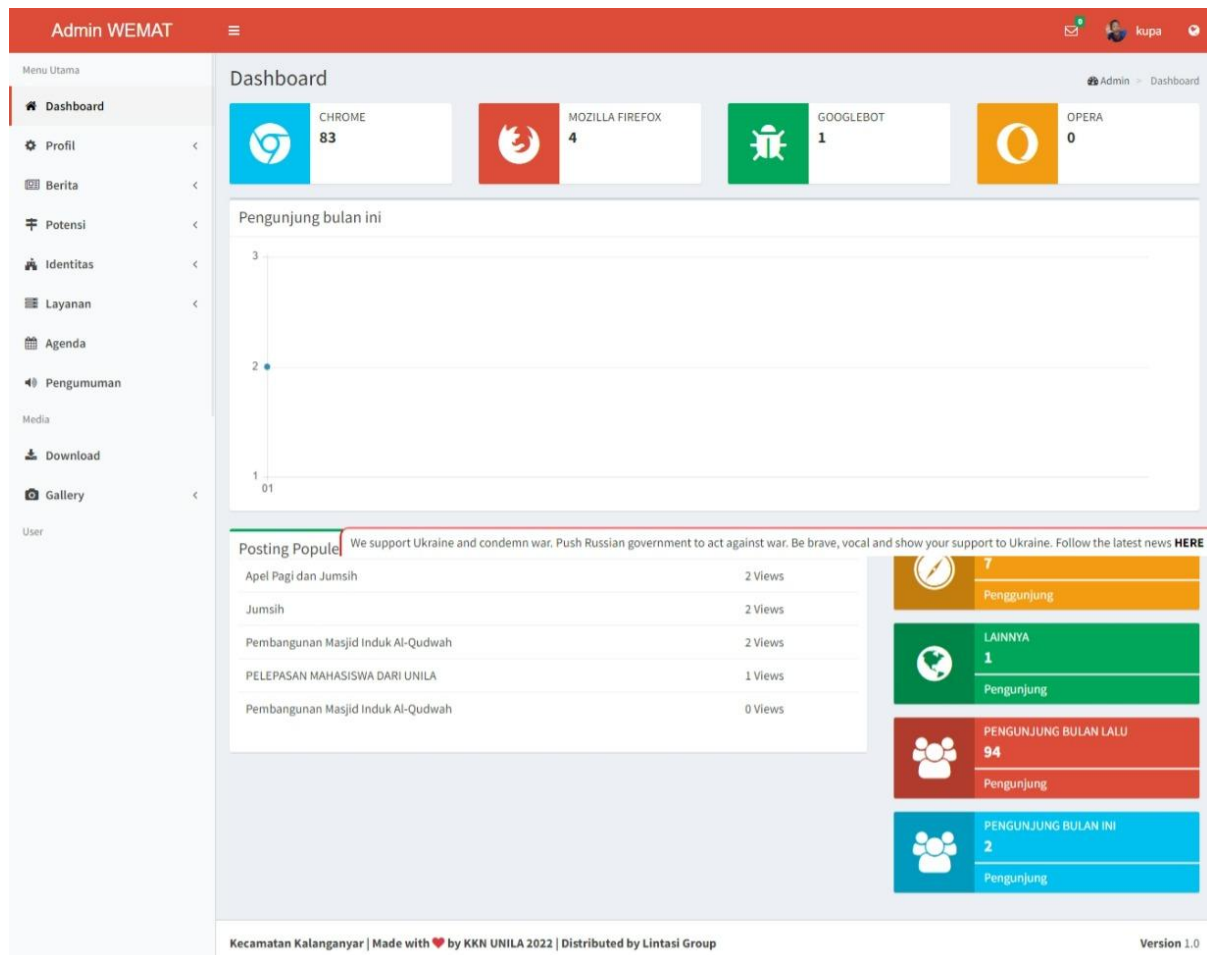 Admin WEMAT
0
kupa
Menu Utama
Dashboard
Profil
Berita
Potensi
Identitas
Layanan
Agenda
Pengumuman
Media
Download
Gallery
User
Dashboard
Admin > Dashboard
CHROME
83
MOZILLA FIREFOX
4
GOOGLEBOT
1
OPERA
0
Pengunjung bulan ini
3
2
1
01
Posting Popule
We support Ukraine and condemn war. Push Russian government to act against war. Be brave, vocal and show your support to Ukraine. Follow the latest news HERE
Apel Pagi dan Jumsih 2 Views
Jumsih 2 Views
Pembangunan Masjid Induk Al-Qudwah 2 Views
PELEPASAN MAHASISWA DARI UNILA 1 Views
Pembangunan Masjid Induk Al-Qudwah 0 Views
7
Penggunjung
LAINNYA
1
Pengunjung
PENGUNJUNG BULAN LALU
94
Pengunjung
PENGUNJUNG BULAN INI
2
Pengunjung
Kecamatan Kalanganyar | Made with ❤ by KKN UNILA 2022 | Distributed by Lintasi Group
Version 1.0